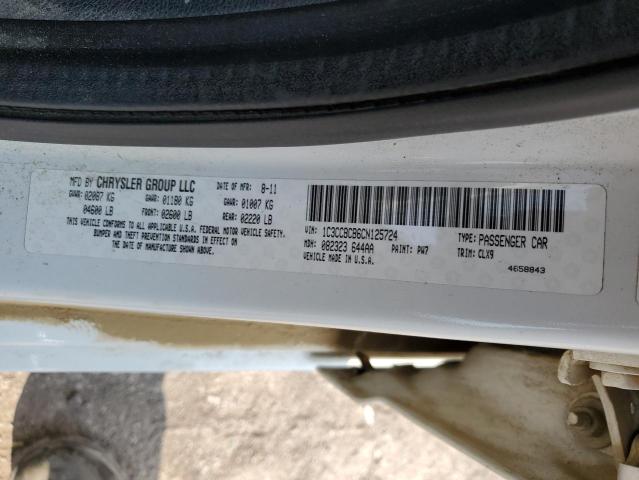 MFD BY CHRYSLER GROUP LLC DATE OF MFR: 8-11
GVWR: 02087 KG GAWR: 01180 KG GAWR: 01007 KG
04600 LB FRONT: 02600 LB REAR: 02220 LB
THIS VEHICLE CONFORMS TO ALL APPLICABLE U.S.A. FEDERAL MOTOR VEHICLE SAFETY,
BUMPER AND THEFT PREVENTION STANDARDS IN EFFECT ON
THE DATE OF MANUFACTURE SHOWN ABOVE.
VIN: 1C3CCBCB6CN125724 TYPE: PASSENGER CAR
MDH: 082323 644AA PAINT: PW7 TRIM: CLX9
VEHICLE MADE IN U.S.A. 4658843